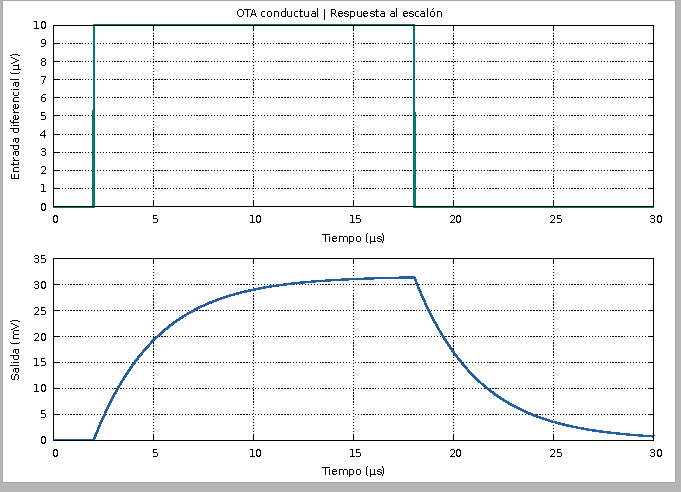 OTA conductual | Respuesta al escalón
10
9
8
7
6
5
4
3
2
1
0
Entrada diferencial (μV)
0 5 10 15 20 25 30
Tiempo (μs)
35
30
25
20
15
10
5
0
Salida (mV)
0 5 10 15 20 25 30
Tiempo (μs)